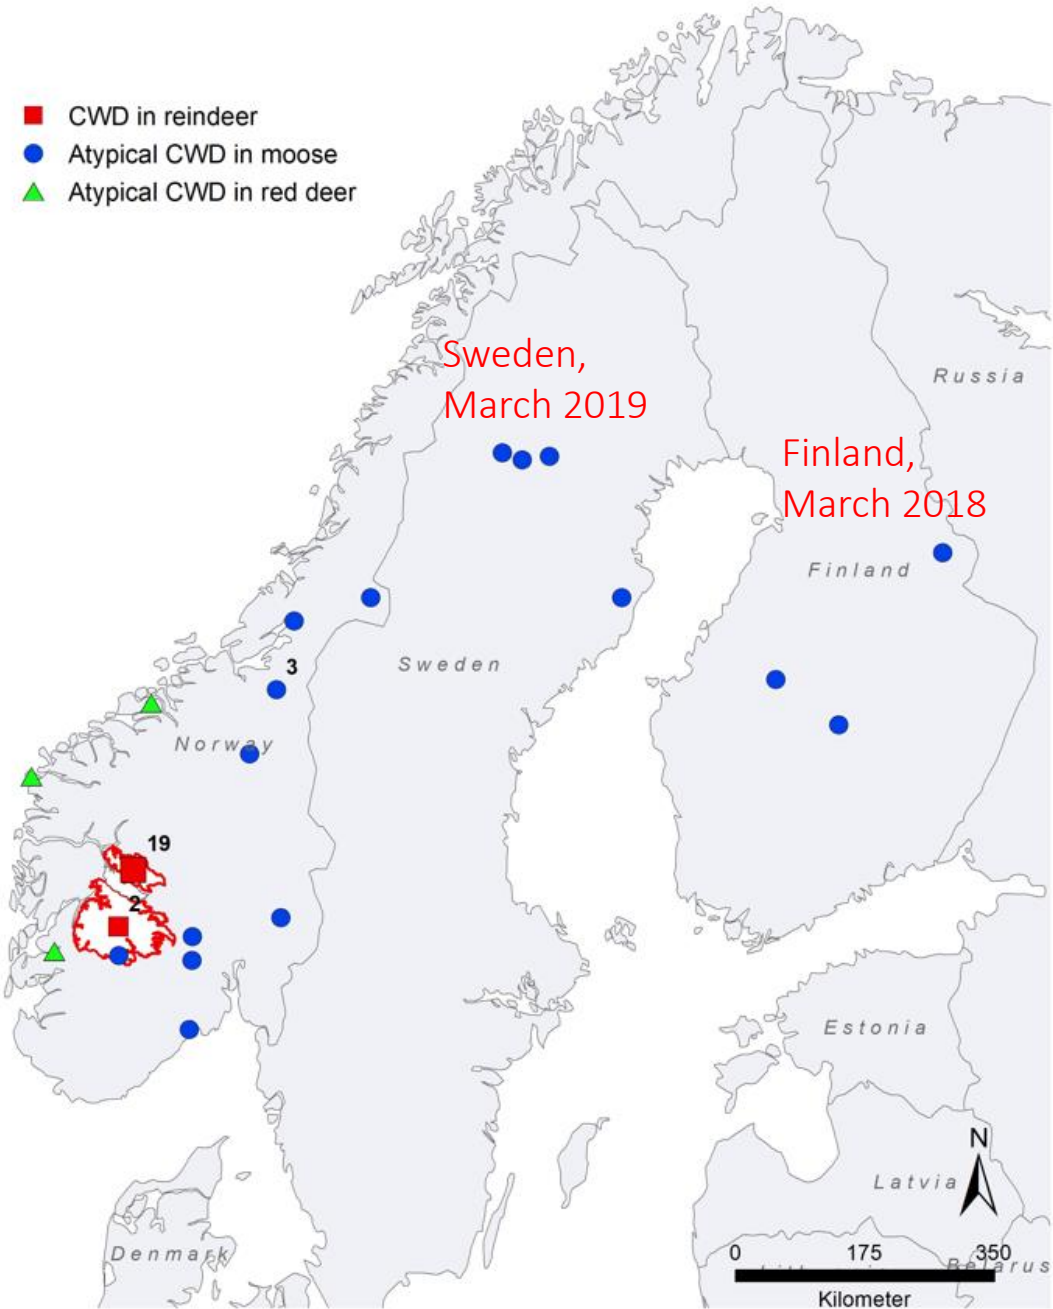 CWD in reindeer
Atypical CWD in moose
Atypical CWD in red deer
Sweden,
March 2019
Russia
Finland,
March 2018
Finland
Sweden
3
Norway
19
2
Estonia
N
Latvia
Denmark
0 175 350
Belarus
Kilometer